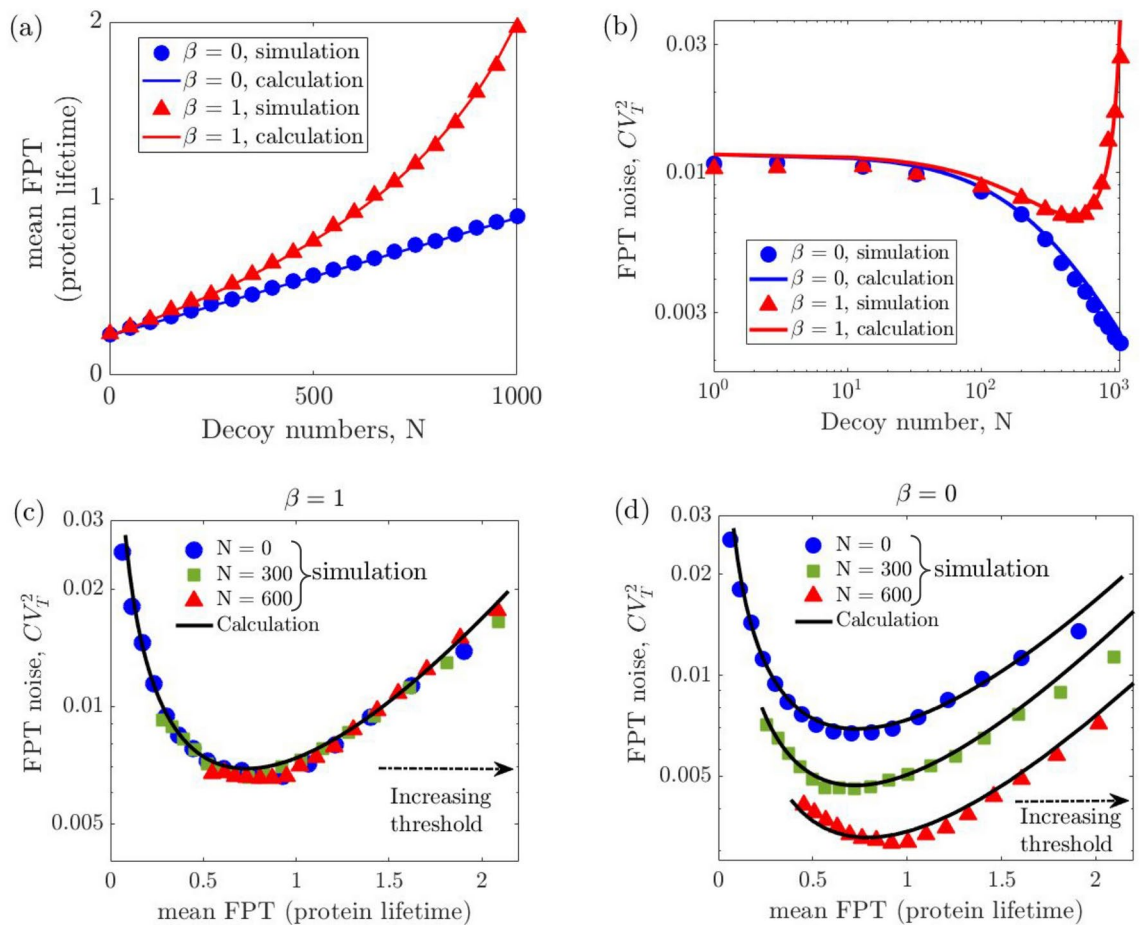 (a)
mean FPT
(protein lifetime)
2
1
0
β = 0, simulation
β = 0, calculation
β = 1, simulation
β = 1, calculation
0 500 1000
Decoy numbers, N
(b)
FPT noise, CV_T^2
0.03
0.01
0.003
β = 0, simulation
β = 0, calculation
β = 1, simulation
β = 1, calculation
10^0 10^1 10^2 10^3
Decoy number, N
(c)
β = 1
FPT noise, CV_T^2
0.03
0.02
0.01
0.005
N = 0
N = 300
N = 600
simulation
Calculation
Increasing
threshold
0 0.5 1 1.5 2
mean FPT (protein lifetime)
(d)
β = 0
FPT noise, CV_T^2
0.03
0.02
0.01
0.005
N = 0
N = 300
N = 600
simulation
Calculation
Increasing
threshold
0 0.5 1 1.5 2
mean FPT (protein lifetime)